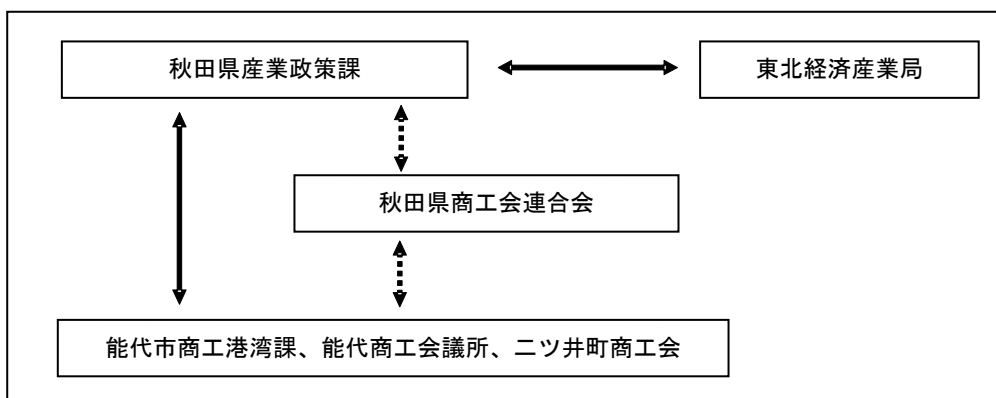 秋田県産業政策課
東北経済産業局
秋田県商工会連合会
能代市商工港湾課、能代商工会議所、二ツ井町商工会